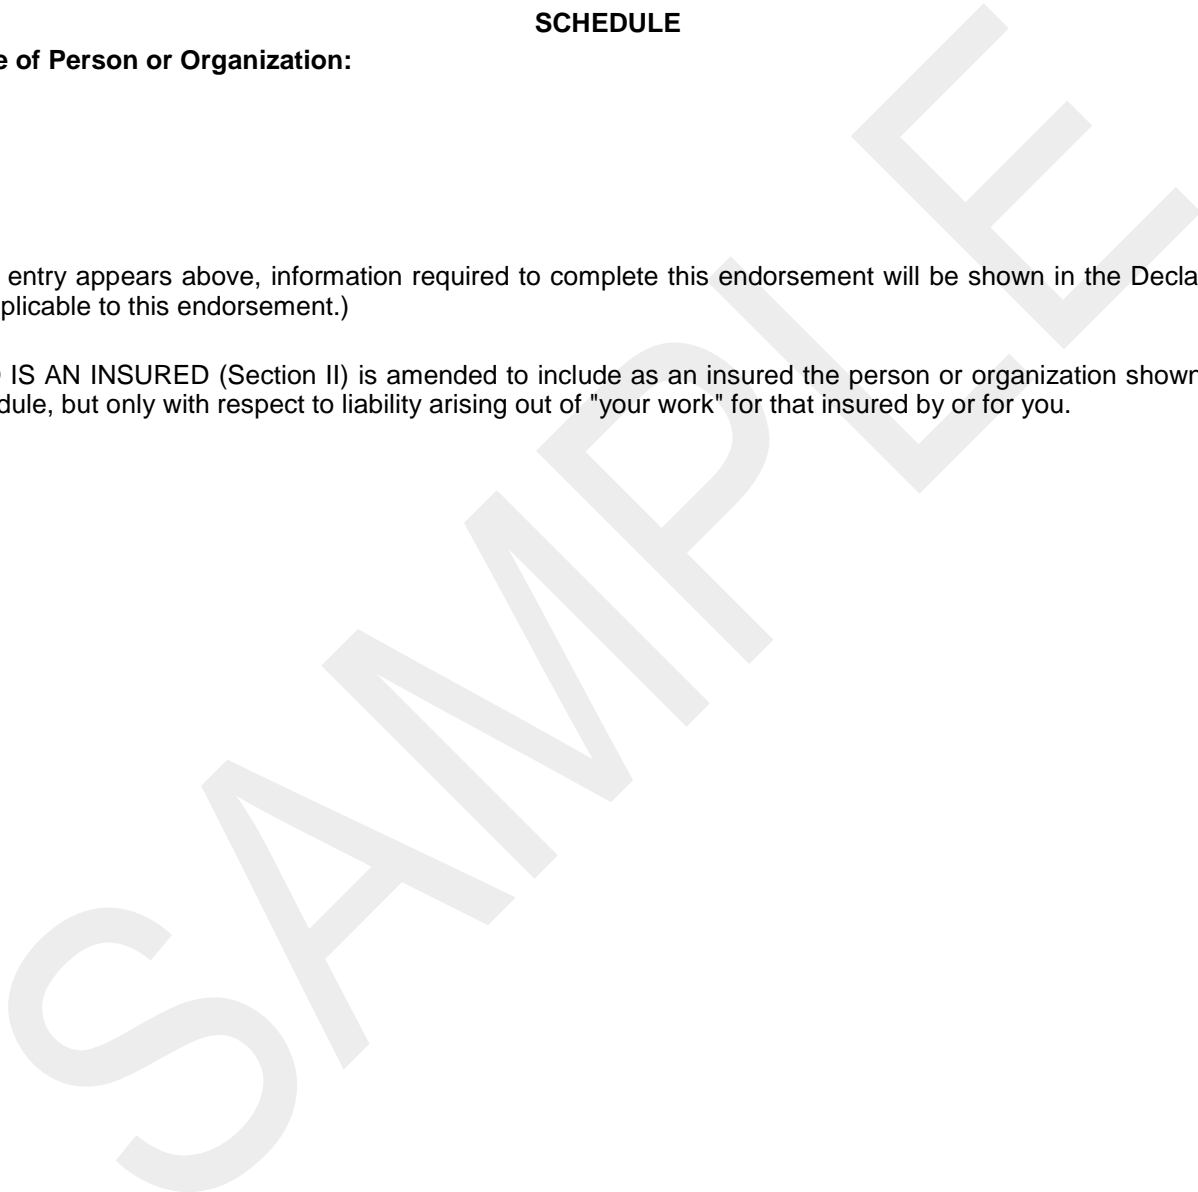 SCHEDULE
e of Person or Organization:
entry appears above, information required to complete this endorsement will be shown in the Decla
plicable to this endorsement.)
IS AN INSURED (Section II) is amended to include as an insured the person or organization shown
dule, but only with respect to liability arising out of "your work" for that insured by or for you.
SAMPLE